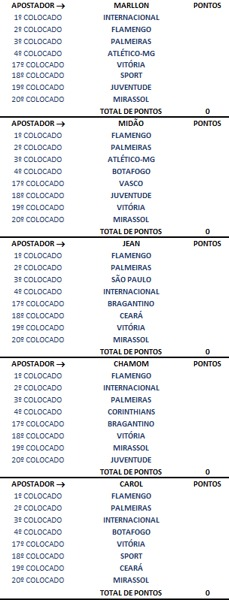 APOSTADOR → MARLLON PONTOS
1º COLOCADO INTERNACIONAL
2º COLOCADO FLAMENGO
3º COLOCADO PALMEIRAS
4º COLOCADO ATLÉTICO-MG
17º COLOCADO VITÓRIA
18º COLOCADO SPORT
19º COLOCADO JUVENTUDE
20º COLOCADO MIRASSOL
TOTAL DE PONTOS 0
APOSTADOR → MIDÃO PONTOS
1º COLOCADO FLAMENGO
2º COLOCADO PALMEIRAS
3º COLOCADO ATLÉTICO-MG
4º COLOCADO BOTAFOGO
17º COLOCADO VASCO
18º COLOCADO JUVENTUDE
19º COLOCADO VITÓRIA
20º COLOCADO MIRASSOL
TOTAL DE PONTOS 0
APOSTADOR → JEAN PONTOS
1º COLOCADO FLAMENGO
2º COLOCADO PALMEIRAS
3º COLOCADO SÃO PAULO
4º COLOCADO INTERNACIONAL
17º COLOCADO BRAGANTINO
18º COLOCADO CEARÁ
19º COLOCADO VITÓRIA
20º COLOCADO MIRASSOL
TOTAL DE PONTOS 0
APOSTADOR → CHAMOM PONTOS
1º COLOCADO FLAMENGO
2º COLOCADO INTERNACIONAL
3º COLOCADO PALMEIRAS
4º COLOCADO CORINTHIANS
17º COLOCADO BRAGANTINO
18º COLOCADO VITÓRIA
19º COLOCADO MIRASSOL
20º COLOCADO JUVENTUDE
TOTAL DE PONTOS 0
APOSTADOR → CAROL PONTOS
1º COLOCADO FLAMENGO
2º COLOCADO PALMEIRAS
3º COLOCADO INTERNACIONAL
4º COLOCADO BOTAFOGO
17º COLOCADO VITÓRIA
18º COLOCADO SPORT
19º COLOCADO CEARÁ
20º COLOCADO MIRASSOL
TOTAL DE PONTOS 0